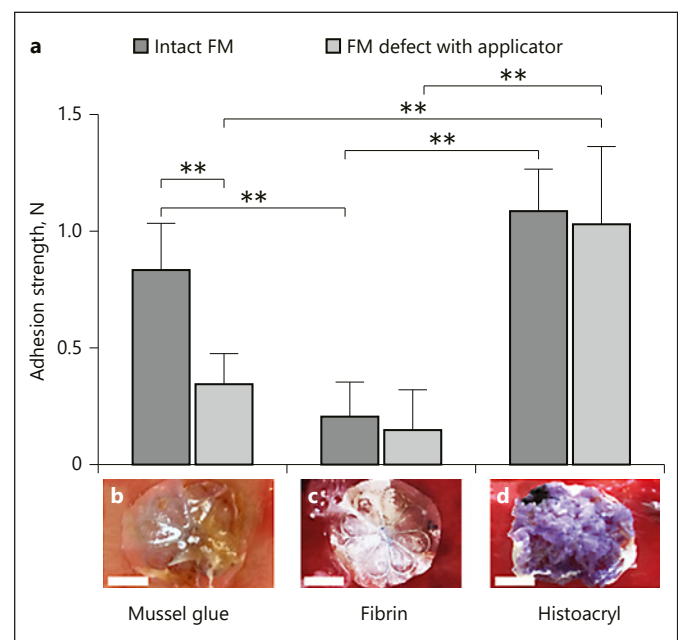 a
Intact FM
FM defect with applicator
**
**
**
**
**
Adhesion strength, N
1.5
1.0
0.5
0
b
c
d
Mussel glue
Fibrin
Histoacryl